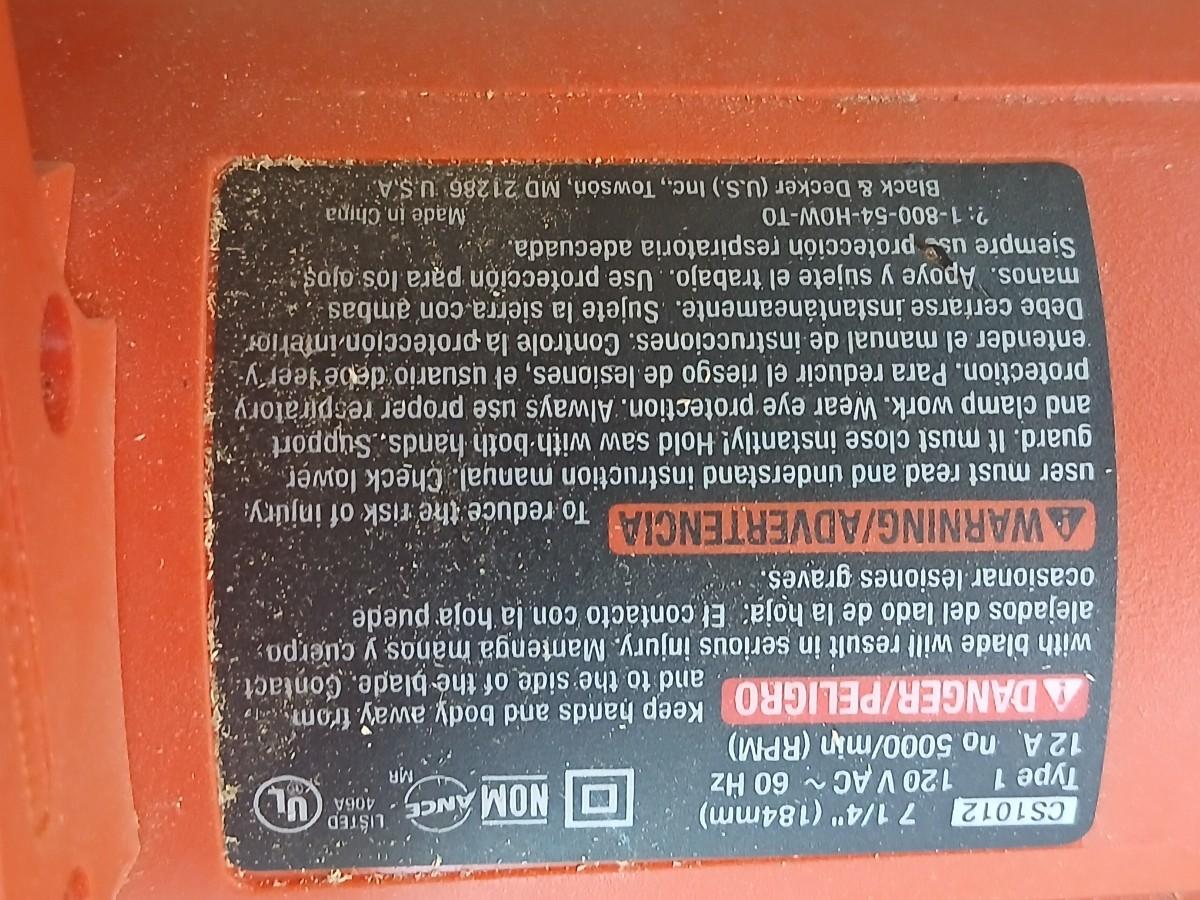 CS1012 7 1/4" (184mm)
Type 1 120 V AC ~ 60 Hz
12 A no 5000/min (RPM)
NOM ANCE MR
LISTED 406A UL
DANGER/PELIGRO Keep hands and body away from
and to the side of the blade. Contact
with blade will result in serious injury. Mantenga manos y cuerpo
alejados del lado de la hoja. El contacto con la hoja puede
ocasionar lesiones graves.
WARNING/ADVERTENCIA To reduce the risk of injury,
user must read and understand instruction manual. Check lower
guard. It must close instantly! Hold saw with both hands. Support
and clamp work. Wear eye protection. Always use proper respiratory
protection. Para reducir el riesgo de lesiones, el usuario debe leer y
entender el manual de instrucciones. Controle la protección inferior.
Debe cerrarse instantáneamente. Sujete la sierra con ambas
manos. Apoye y sujete el trabajo. Use protección para los ojos
Siempre use protección respiratoria adecuada.
?: 1-800-54-HOW-TO Made in China
Black & Decker (U.S.) Inc., Towson, MD 21286 U.S.A